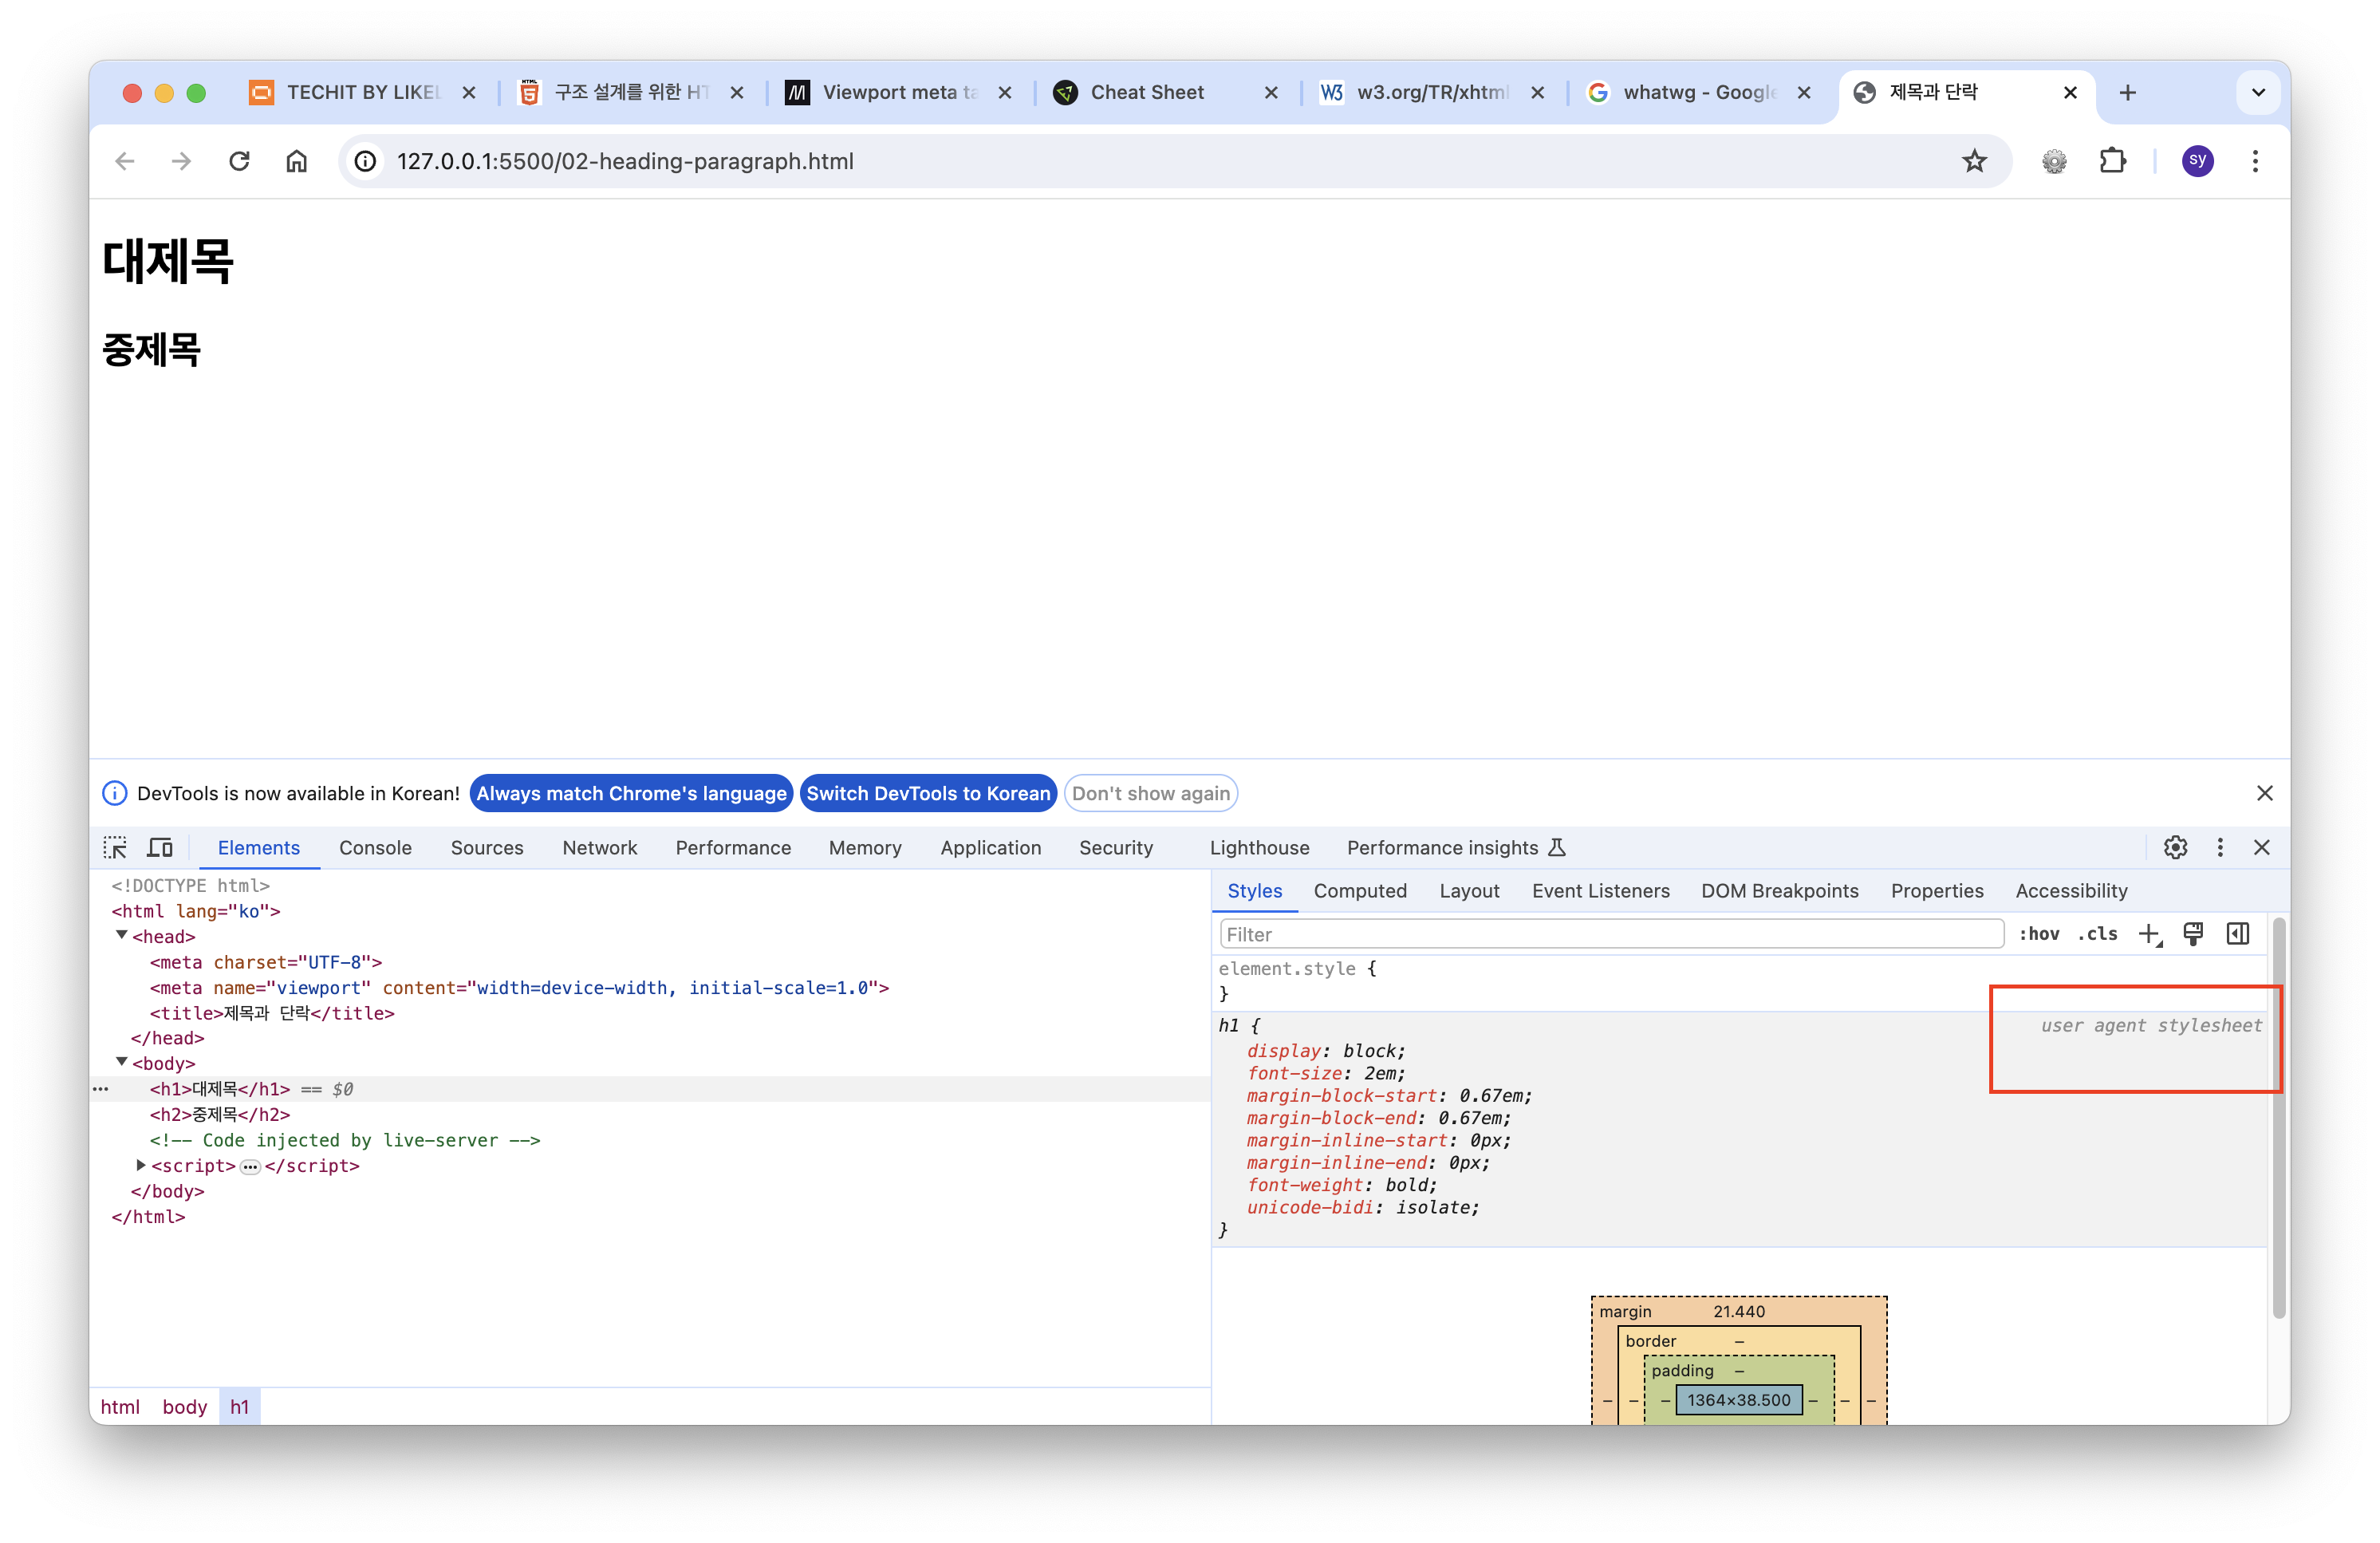 TECHIT BY LIKEL
구조 설계를 위한 HT
Viewport meta ta
Cheat Sheet
w3.org/TR/xhtml
whatwg - Google
제목과 단락
127.0.0.1:5500/02-heading-paragraph.html
sy
대제목
중제목
DevTools is now available in Korean! Always match Chrome's language Switch DevTools to Korean Don't show again
Elements Console Sources Network Performance Memory Application Security Lighthouse Performance insights
<!DOCTYPE html>
<html lang="ko">
<head>
<meta charset="UTF-8">
<meta name="viewport" content="width=device-width, initial-scale=1.0">
<title>제목과 단락</title>
</head>
<body>
<h1>대제목</h1> == $0
<h2>중제목</h2>
<!-- Code injected by live-server -->
<script>…</script>
</body>
</html>
html body h1
Styles Computed Layout Event Listeners DOM Breakpoints Properties Accessibility
Filter :hov .cls
element.style {
}
h1 { user agent stylesheet
display: block;
font-size: 2em;
margin-block-start: 0.67em;
margin-block-end: 0.67em;
margin-inline-start: 0px;
margin-inline-end: 0px;
font-weight: bold;
unicode-bidi: isolate;
}
margin 21.440
border –
padding –
– – – 1364×38.500 – – –